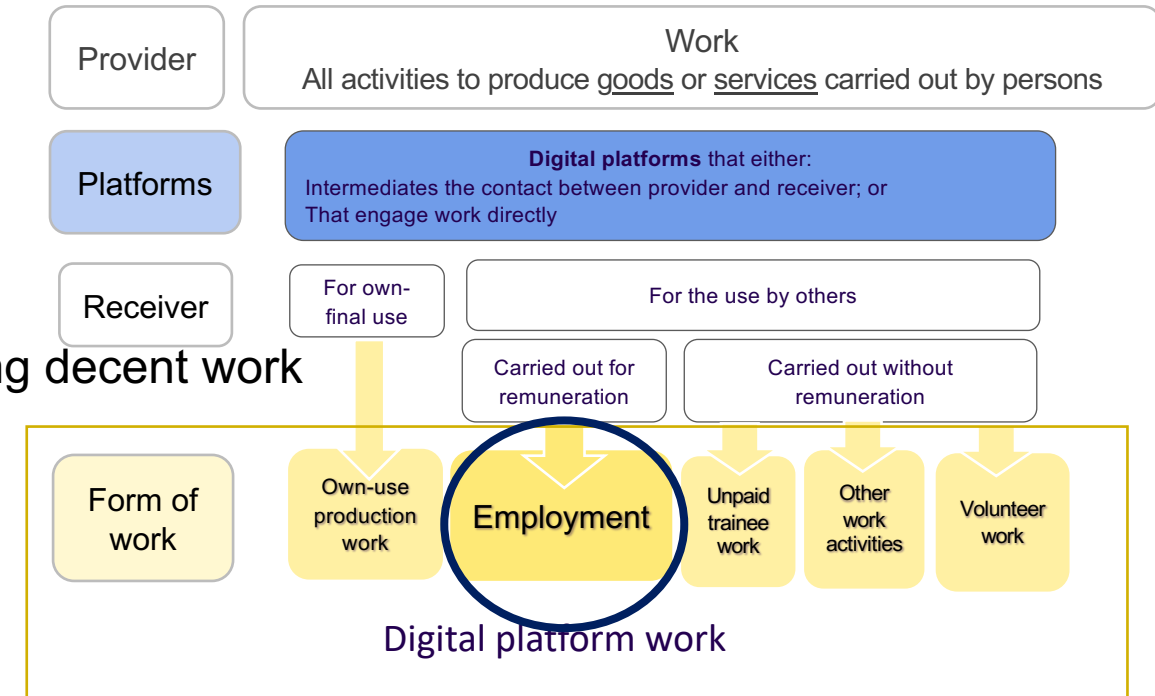 Provider
Work
All activities to produce goods or services carried out by persons
Platforms
Digital platforms that either:
Intermediates the contact between provider and receiver; or
That engage work directly
Receiver
For own-
final use
For the use by others
g decent work
Carried out for
remuneration
Carried out without
remuneration
Form of
work
Own-use
production
work
Employment
Unpaid
trainee
work
Other
work
activities
Volunteer
work
Digital platform work